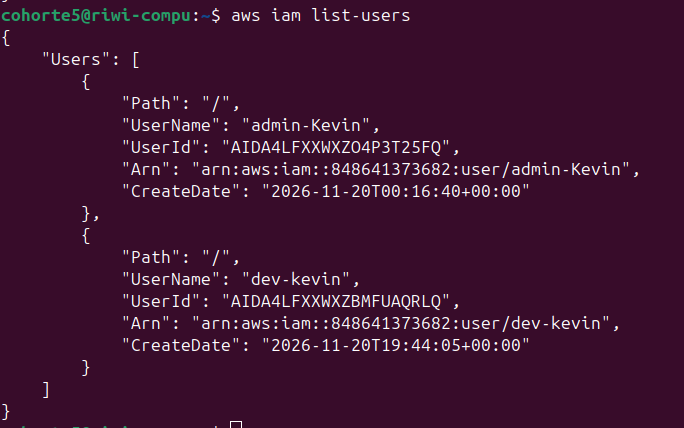 cohorte5@riwi-compu:~$ aws iam list-users
{
    "Users": [
        {
            "Path": "/",
            "UserName": "admin-Kevin",
            "UserId": "AIDA4LFXXWXZO4P3T25FQ",
            "Arn": "arn:aws:iam::848641373682:user/admin-Kevin",
            "CreateDate": "2026-11-20T00:16:40+00:00"
        },
        {
            "Path": "/",
            "UserName": "dev-kevin",
            "UserId": "AIDA4LFXXWXZBMFUAQRLQ",
            "Arn": "arn:aws:iam::848641373682:user/dev-kevin",
            "CreateDate": "2026-11-20T19:44:05+00:00"
        }
    ]
}